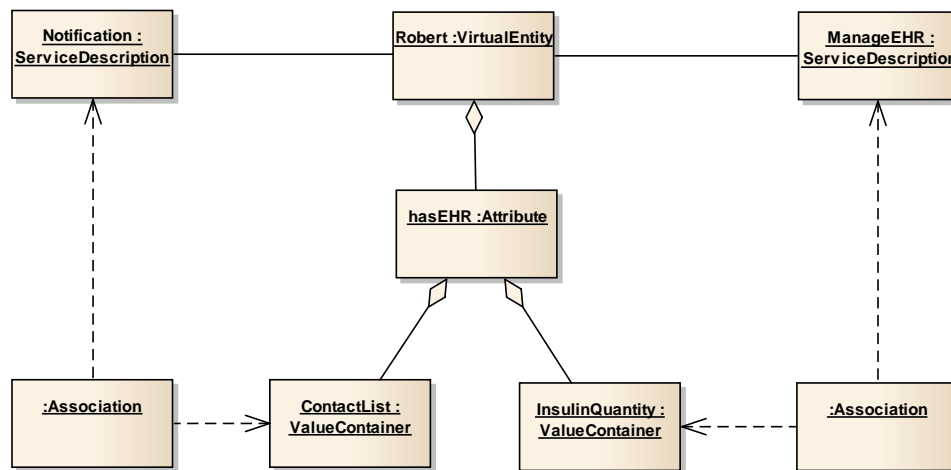 Notification :
ServiceDescription
Robert :VirtualEntity
ManageEHR :
ServiceDescription
hasEHR :Attribute
:Association
ContactList :
ValueContainer
InsulinQuantity :
ValueContainer
:Association